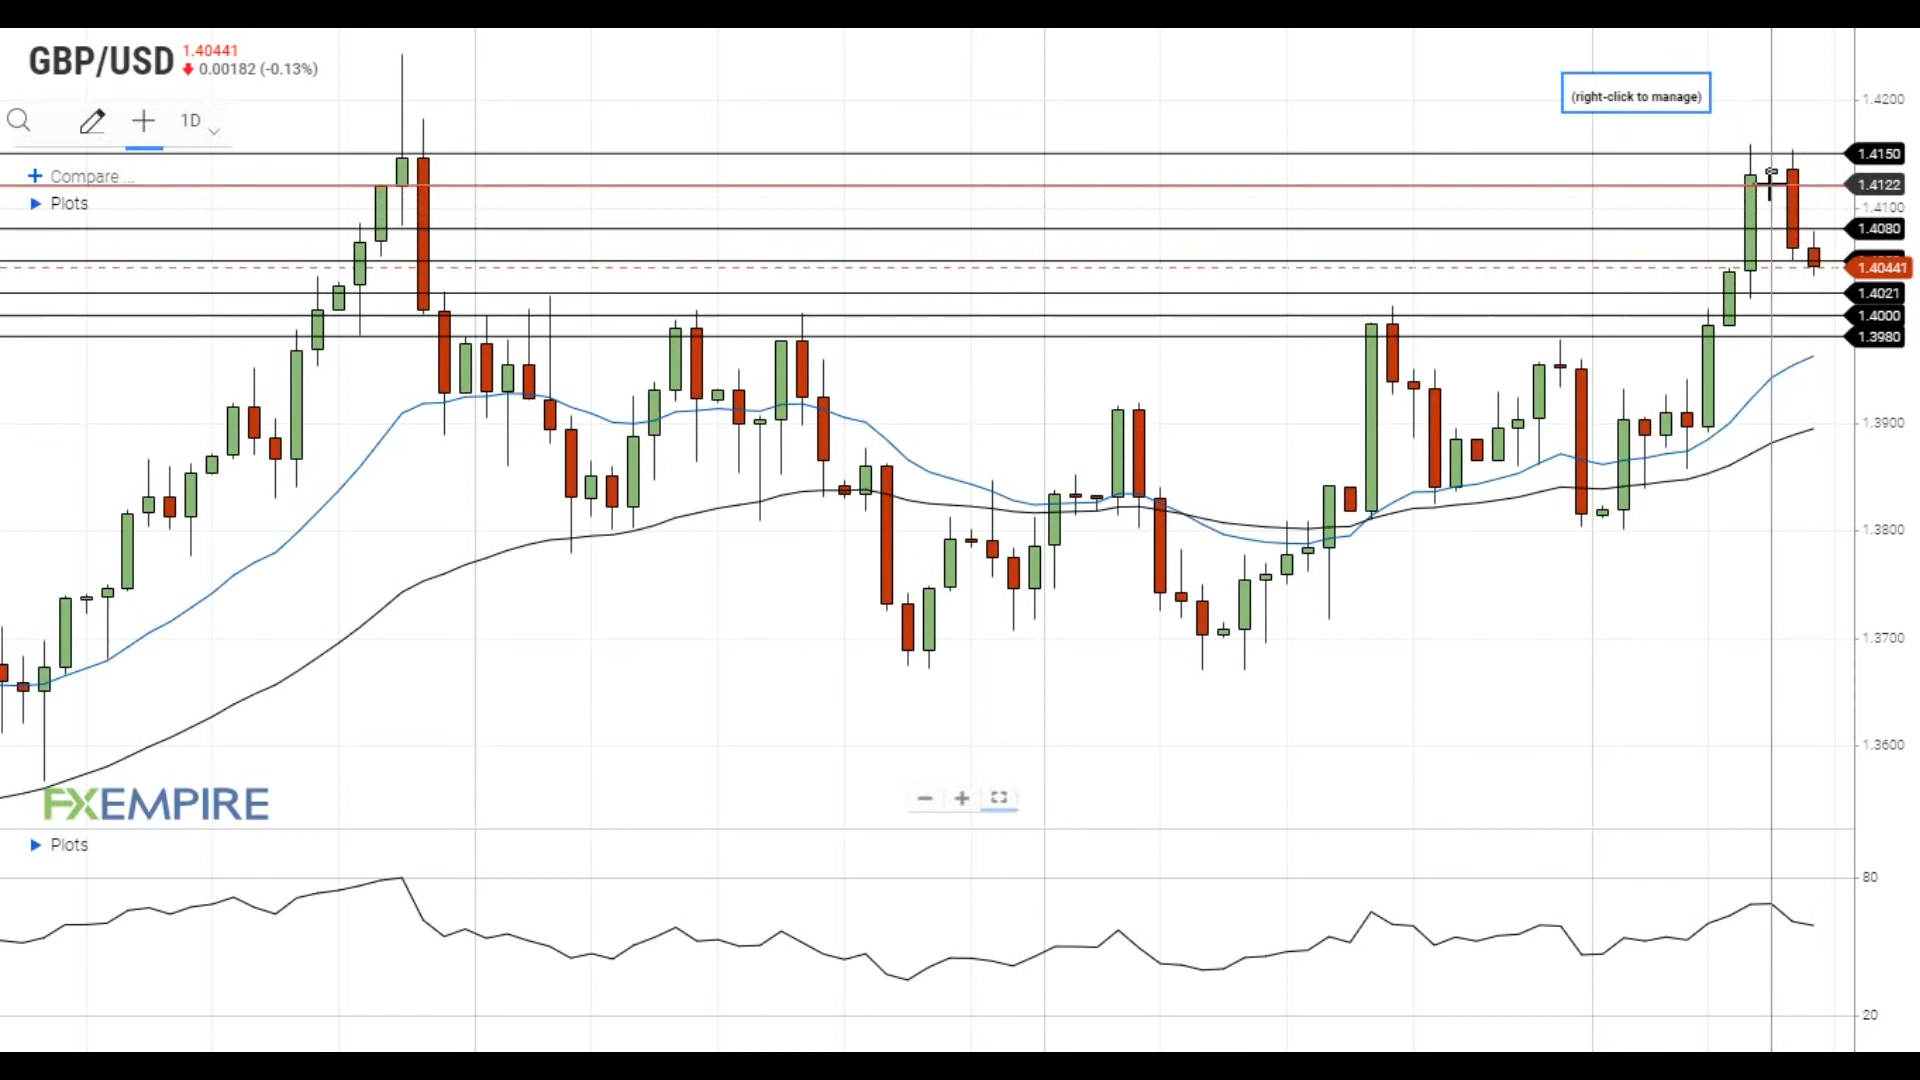 GBP/USD
1.40441
0.00182 (-0.13%)
1D
Compare ...
Plots
(right-click to manage)
1.4200
1.4150
1.4122
1.4100
1.4080
1.40441
1.4021
1.4000
1.3980
1.3900
1.3800
1.3700
1.3600
FXEMPIRE
Plots
80
20